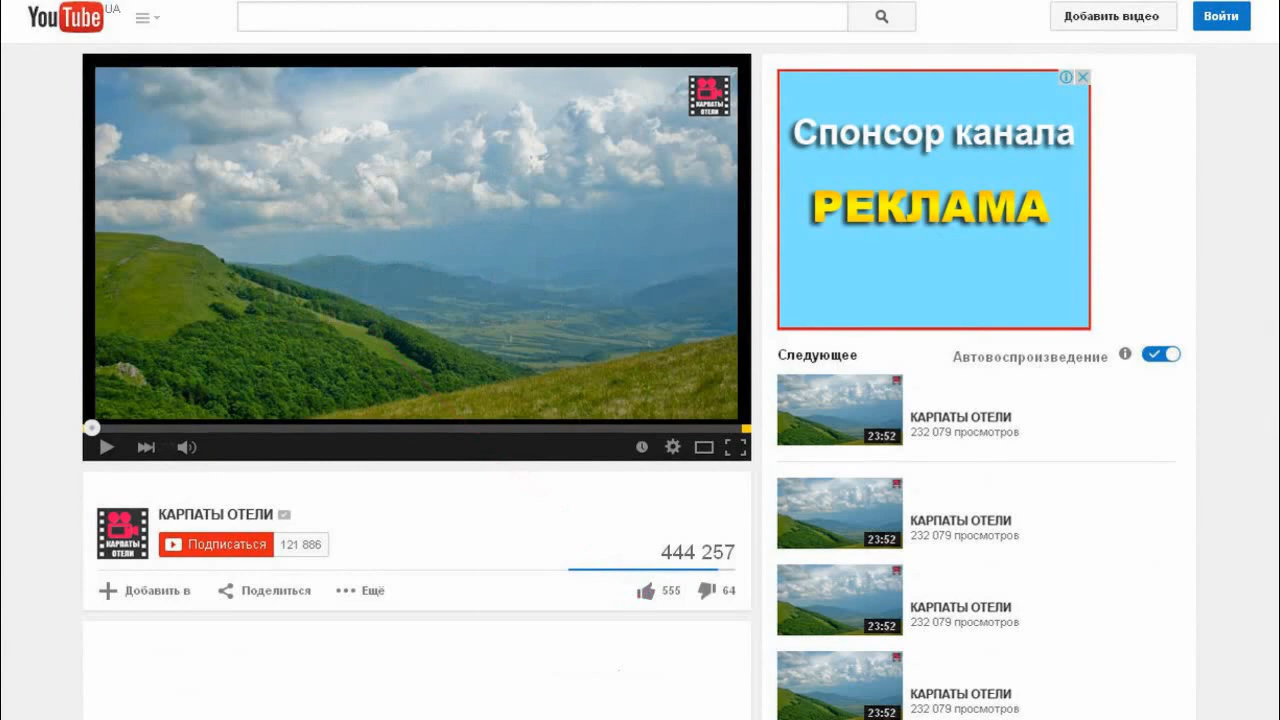 YouTube UA
Добавить видео
Войти
КАРПАТЫ
ОТЕЛИ
Спонсор канала
РЕКЛАМА
Следующее
Автовоспроизведение
23:52
КАРПАТЫ ОТЕЛИ
232 079 просмотров
23:52
КАРПАТЫ ОТЕЛИ
232 079 просмотров
23:52
КАРПАТЫ ОТЕЛИ
232 079 просмотров
23:52
КАРПАТЫ ОТЕЛИ
232 079 просмотров
КАРПАТЫ
ОТЕЛИ
КАРПАТЫ ОТЕЛИ
Подписаться 121 886
444 257
Добавить в Поделиться Ещё 555 64